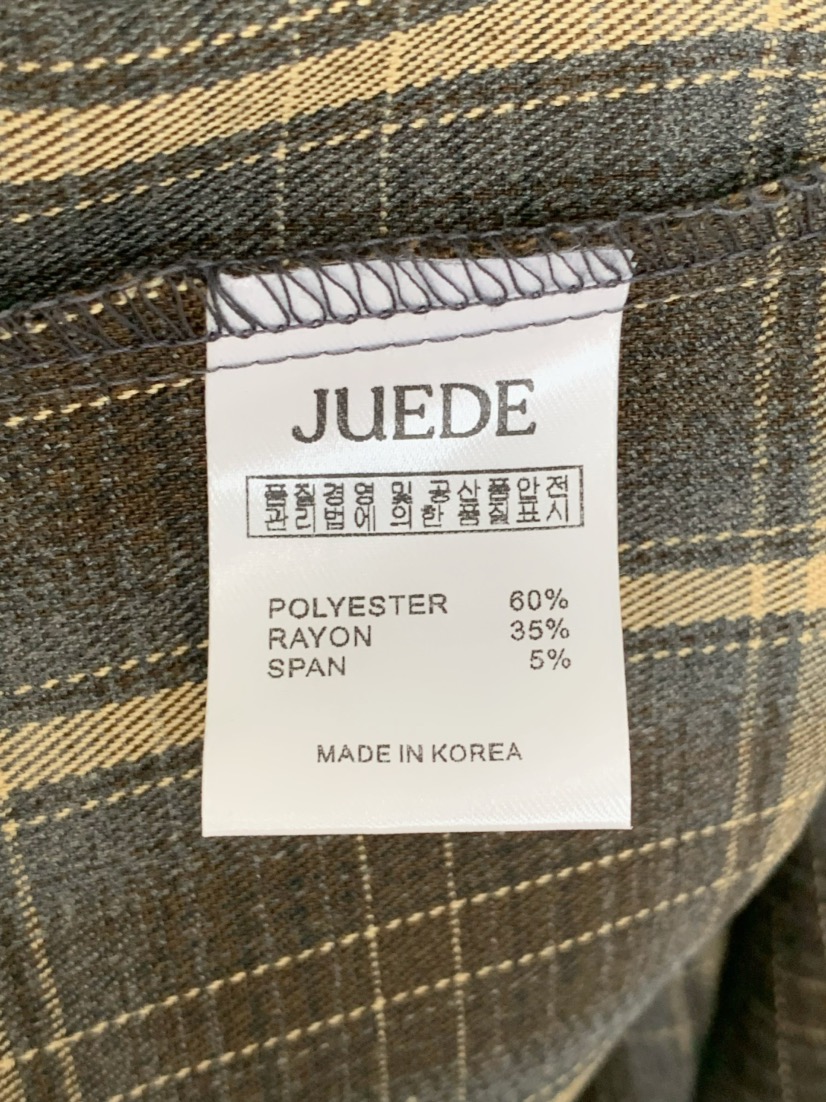 JUEDE
품질경영 및 공산품안전
관리법에 의한 품질표시
POLYESTER 60%
RAYON 35%
SPAN 5%
MADE IN KOREA